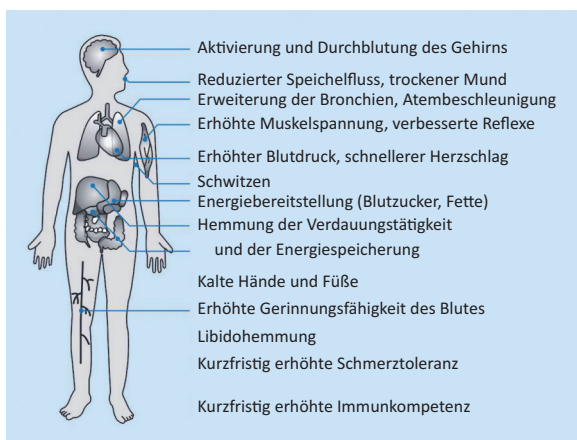 Aktivierung und Durchblutung des Gehirns
Reduzierter Speichelfluss, trockener Mund
Erweiterung der Bronchien, Atembeschleunigung
Erhöhte Muskelspannung, verbesserte Reflexe
Erhöhter Blutdruck, schnellerer Herzschlag
Schwitzen
Energiebereitstellung (Blutzucker, Fette)
Hemmung der Verdauungstätigkeit
und der Energiespeicherung
Kalte Hände und Füße
Erhöhte Gerinnungsfähigkeit des Blutes
Libidohemmung
Kurzfristig erhöhte Schmerztoleranz
Kurzfristig erhöhte Immunkompetenz